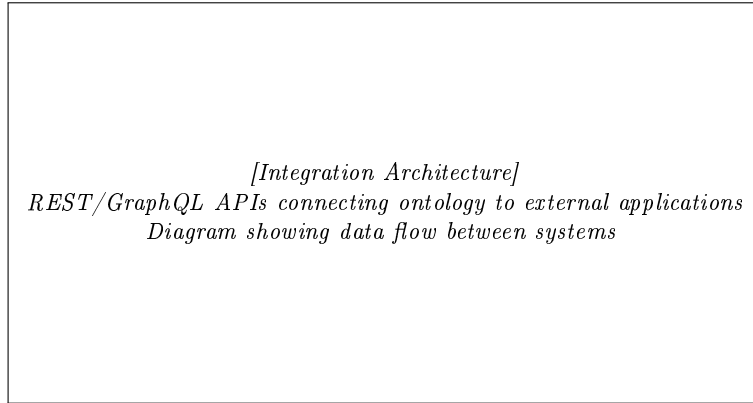 [Integration Architecture]
REST/GraphQL APIs connecting ontology to external applications
Diagram showing data flow between systems